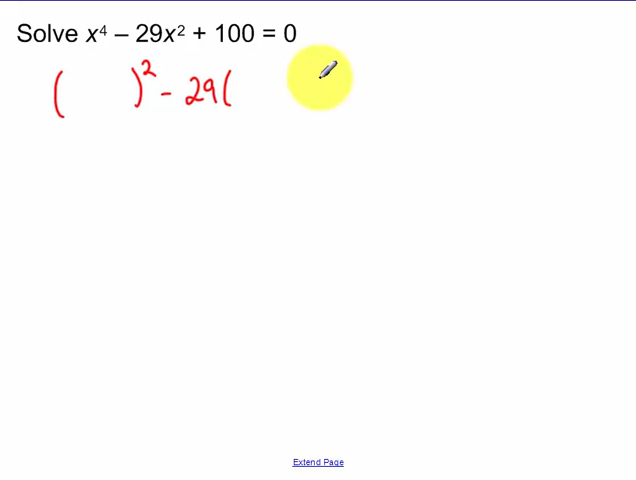 Solve x⁴ – 29x² + 100 = 0
(      )² - 29(
Extend Page